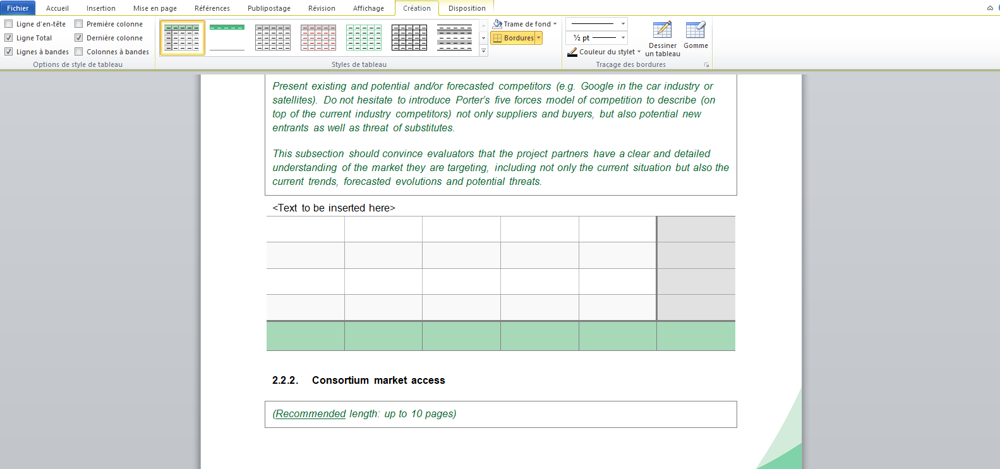 Fichier Accueil Insertion Mise en page Références Publipostage Révision Affichage Création Disposition
Ligne d'en-tête Première colonne
Ligne Total Dernière colonne
Lignes à bandes Colonnes à bandes
Options de style de tableau
Styles de tableau
Trame de fond
Bordures
½ pt
Couleur du stylet
Dessiner
un tableau
Gomme
Traçage des bordures
Present existing and potential and/or forecasted competitors (e.g. Google in the car industry or
satellites). Do not hesitate to introduce Porter's five forces model of competition to describe (on
top of the current industry competitors) not only suppliers and buyers, but also potential new
entrants as well as threat of substitutes.
This subsection should convince evaluators that the project partners have a clear and detailed
understanding of the market they are targeting, including not only the current situation but also the
current trends, forecasted evolutions and potential threats.
<Text to be inserted here>
2.2.2. Consortium market access
(Recommended length: up to 10 pages)